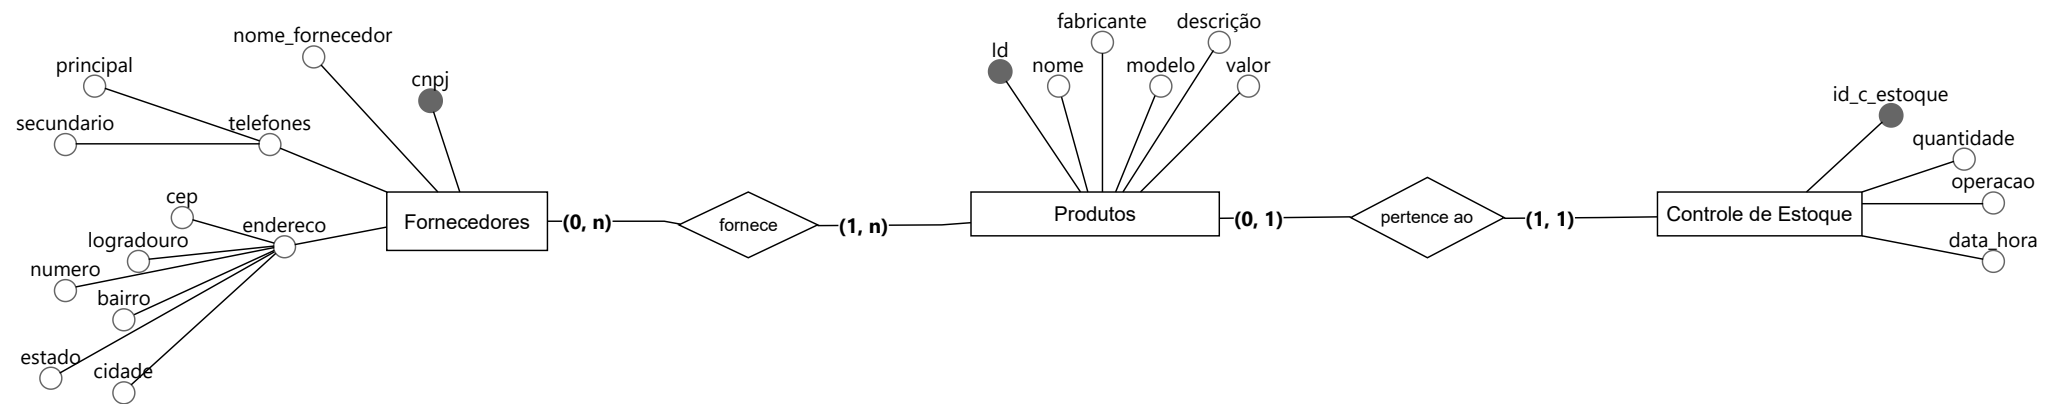 nome_fornecedor
principal
cnpj
secundario
telefones
cep
endereco
logradouro
numero
bairro
estado
cidade
Fornecedores
(0, n)
fornece
(1, n)
fabricante
descrição
Id
nome
modelo
valor
Produtos
(0, 1)
pertence ao
(1, 1)
Controle de Estoque
id_c_estoque
quantidade
operacao
data_hora